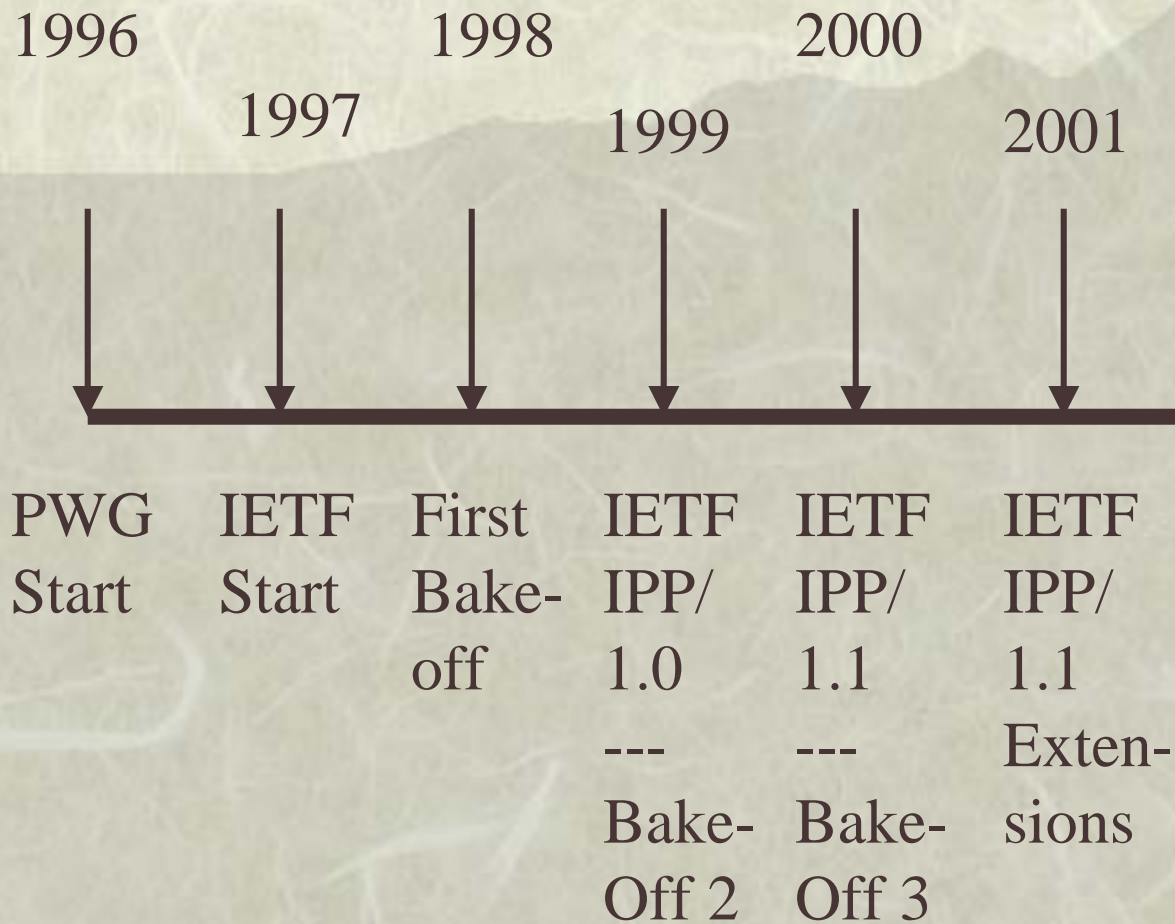 1996
1997
1998
1999
2000
2001
PWG
Start
IETF
Start
First
Bake-
off
IETF
IPP/
1.0
---
Bake-
Off 2
IETF
IPP/
1.1
---
Bake-
Off 3
IETF
IPP/
1.1
Exten-
sions